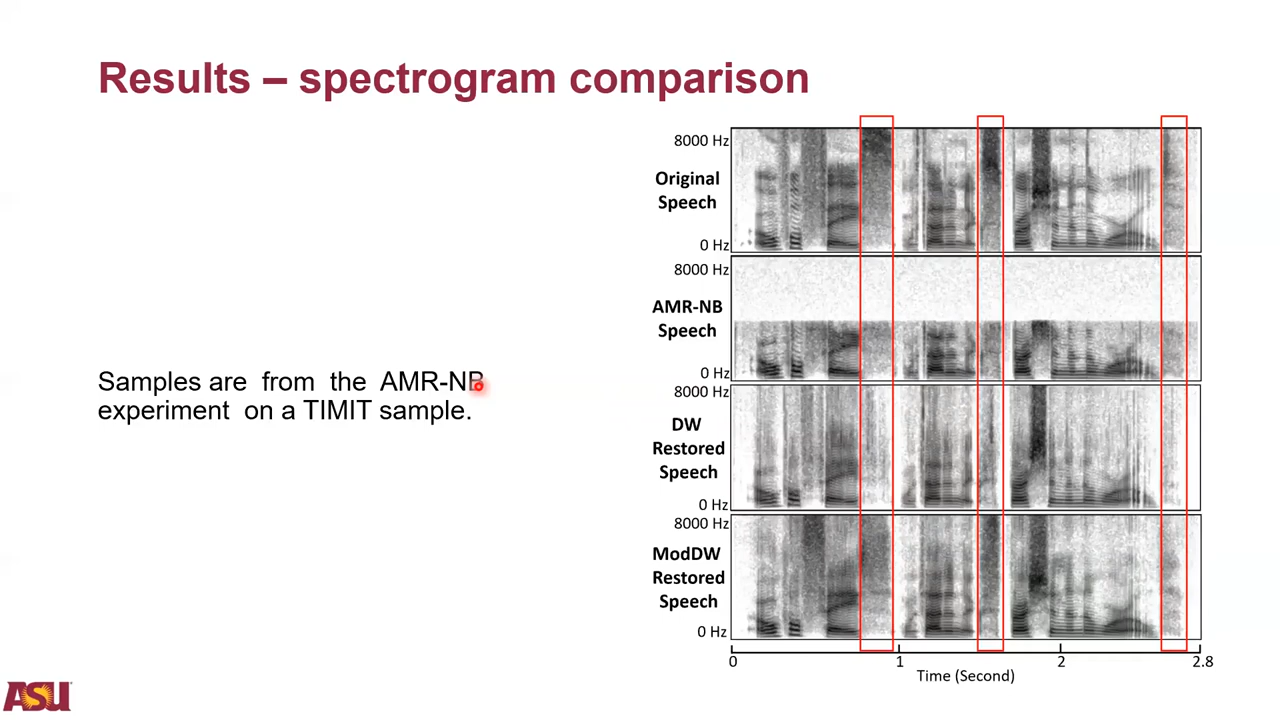 Results – spectrogram comparison
Samples are from the AMR-NB
experiment on a TIMIT sample.
8000 Hz
Original
Speech
0 Hz
8000 Hz
AMR-NB
Speech
0 Hz
8000 Hz
DW
Restored
Speech
0 Hz
8000 Hz
ModDW
Restored
Speech
0 Hz
0 1 2 2.8
Time (Second)
ASU